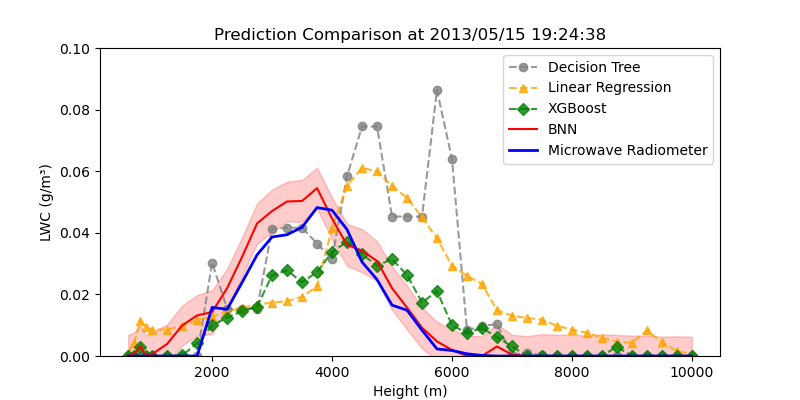 Prediction Comparison at 2013/05/15 19:24:38
0.10
0.08
0.06
0.04
0.02
0.00
LWC (g/m³)
Decision Tree
Linear Regression
XGBoost
BNN
Microwave Radiometer
2000 4000 6000 8000 10000
Height (m)